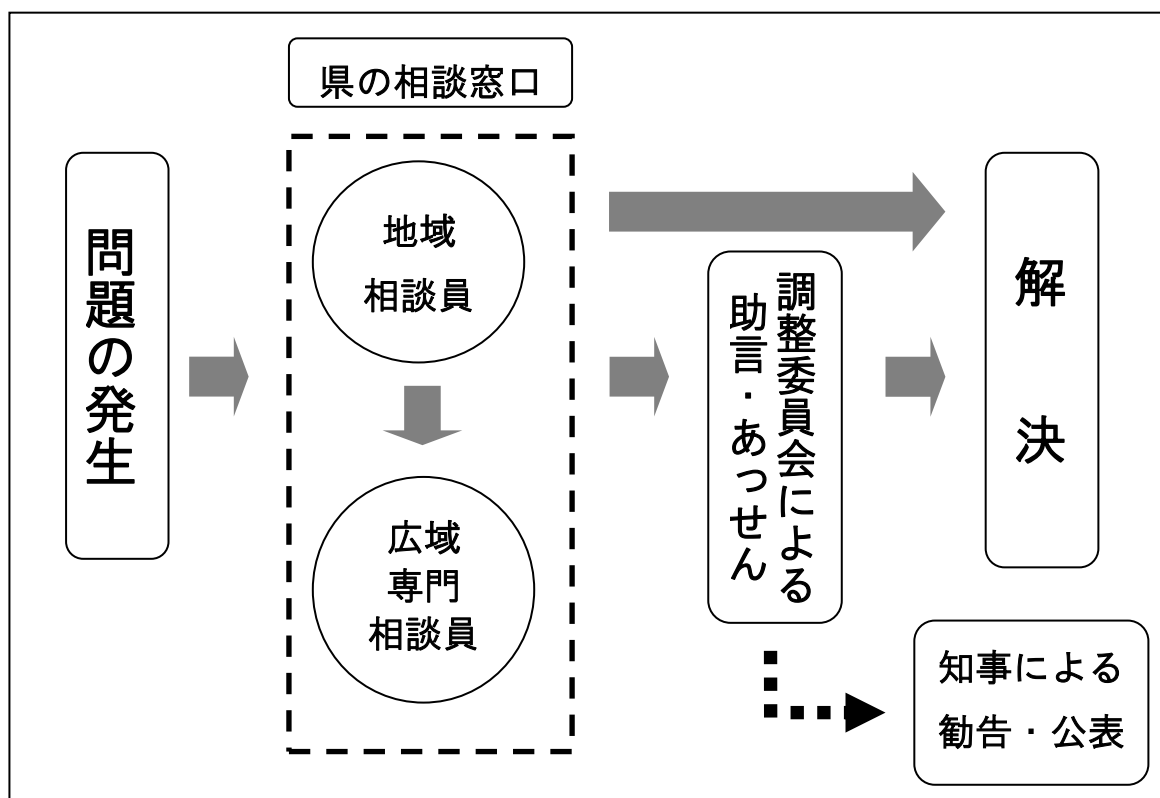 県の相談窓口
問題の発生
地域
相談員
広域
専門
相談員
調整委員会による
助言・あっせん
解決
知事による
勧告・公表